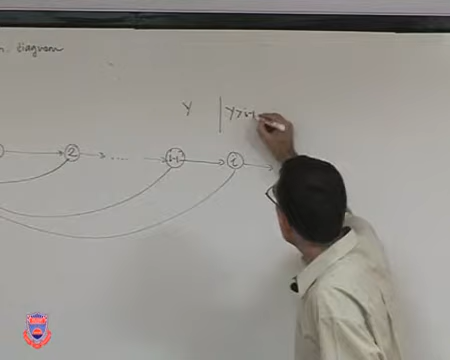 diagram
Y | Y > i-1
2 .... i-1 i